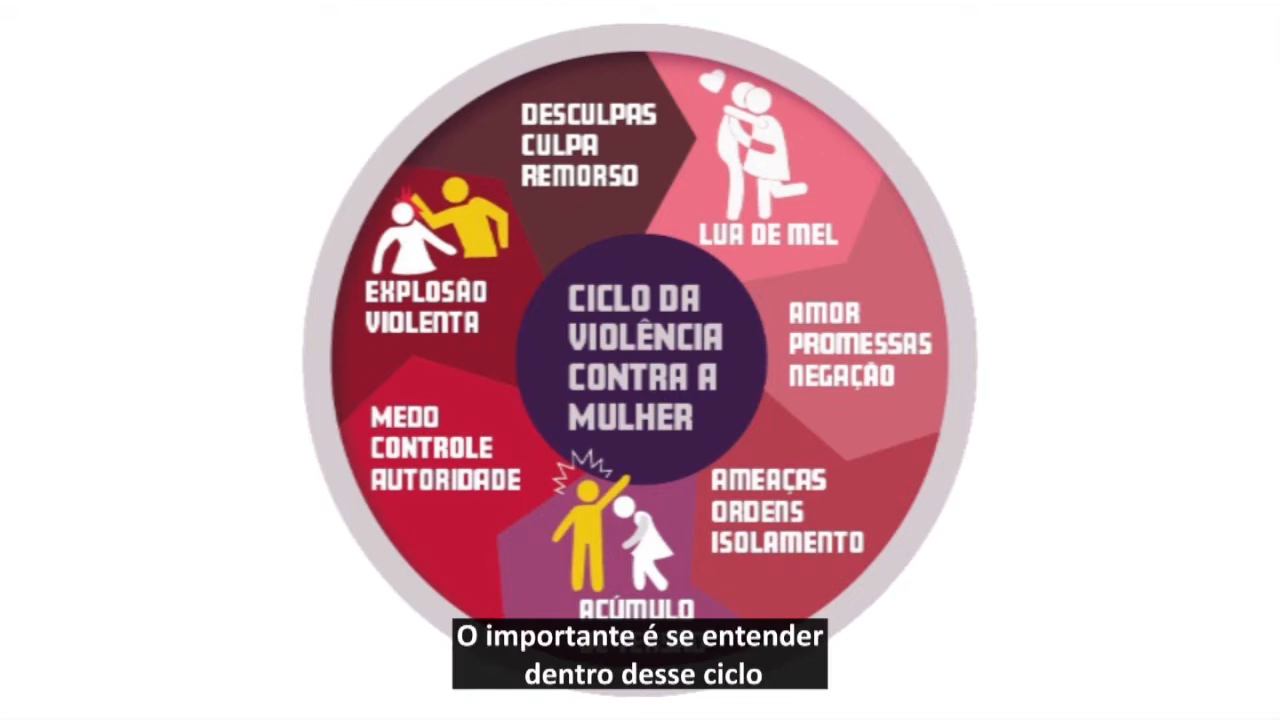 DESCULPAS
CULPA
REMORSO
LUA DE MEL
EXPLOSÃO
VIOLENTA
CICLO DA
VIOLÊNCIA
CONTRA A
MULHER
AMOR
PROMESSAS
NEGAÇÃO
MEDO
CONTROLE
AUTORIDADE
AMEAÇAS
ORDENS
ISOLAMENTO
ACÚMULO
O importante é se entender
dentro desse ciclo